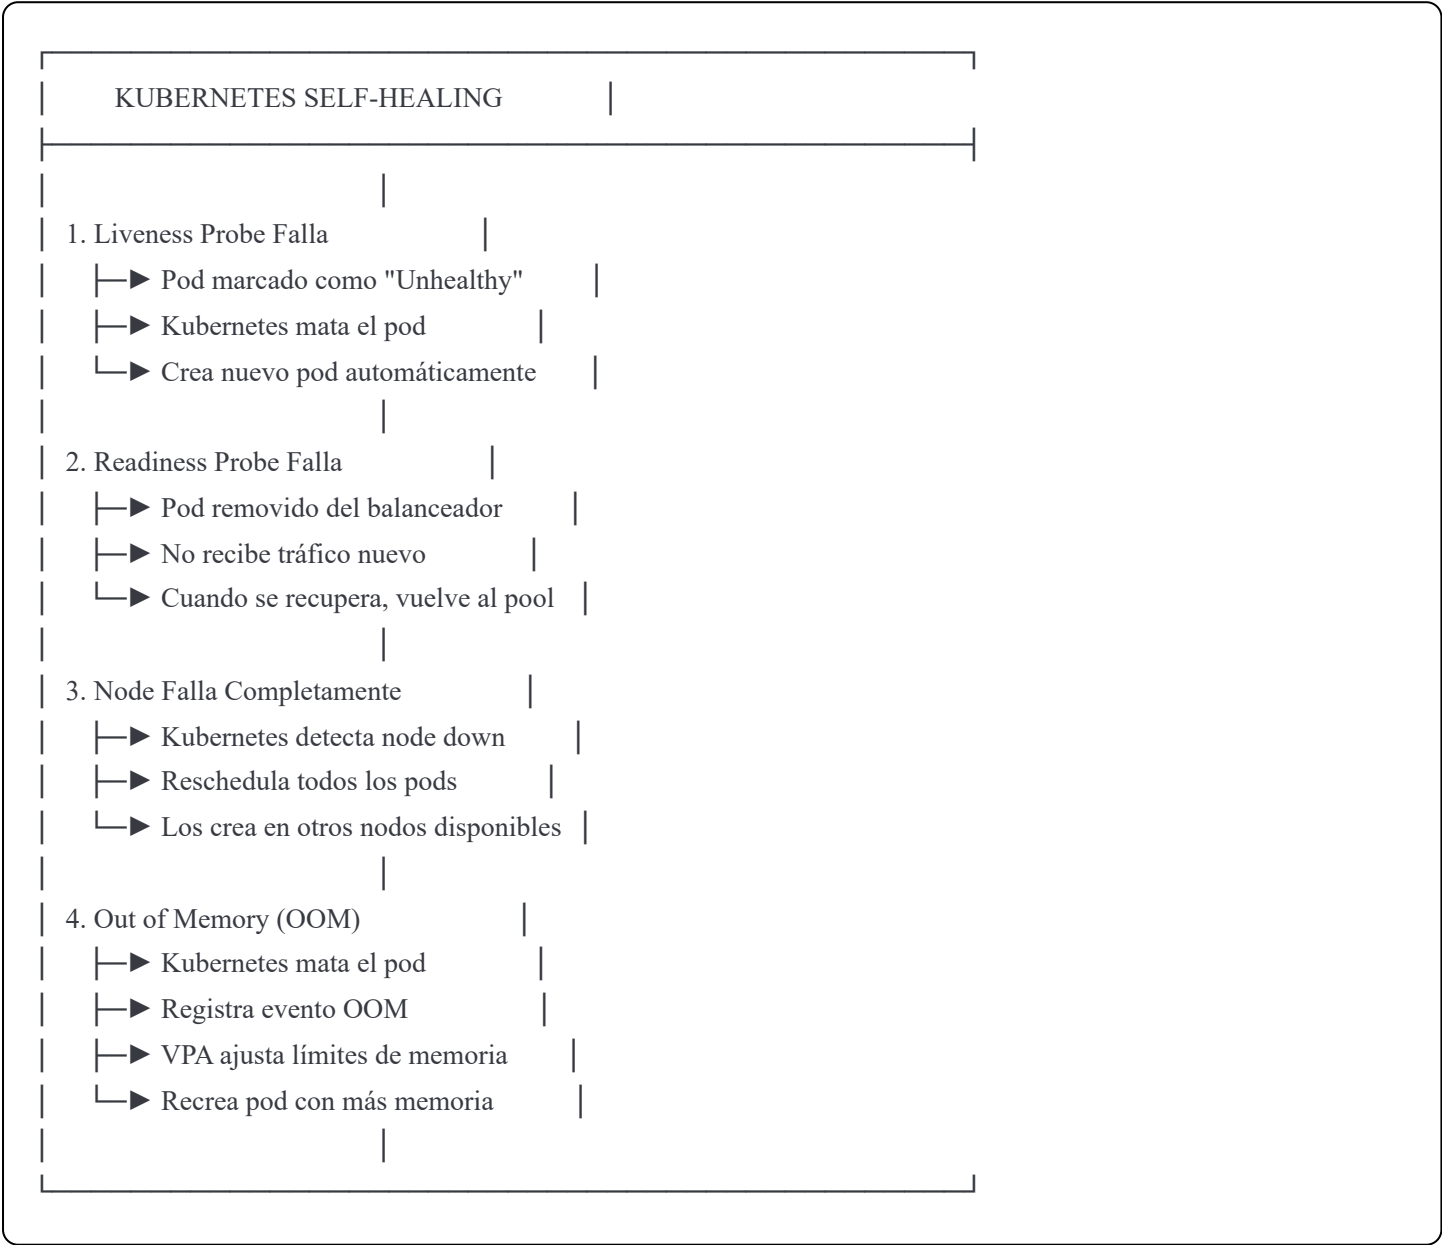 KUBERNETES SELF-HEALING
1. Liveness Probe Falla
├─► Pod marcado como "Unhealthy"
├─► Kubernetes mata el pod
└─► Crea nuevo pod automáticamente
2. Readiness Probe Falla
├─► Pod removido del balanceador
├─► No recibe tráfico nuevo
└─► Cuando se recupera, vuelve al pool
3. Node Falla Completamente
├─► Kubernetes detecta node down
├─► Reschedula todos los pods
└─► Los crea en otros nodos disponibles
4. Out of Memory (OOM)
├─► Kubernetes mata el pod
├─► Registra evento OOM
├─► VPA ajusta límites de memoria
└─► Recrea pod con más memoria